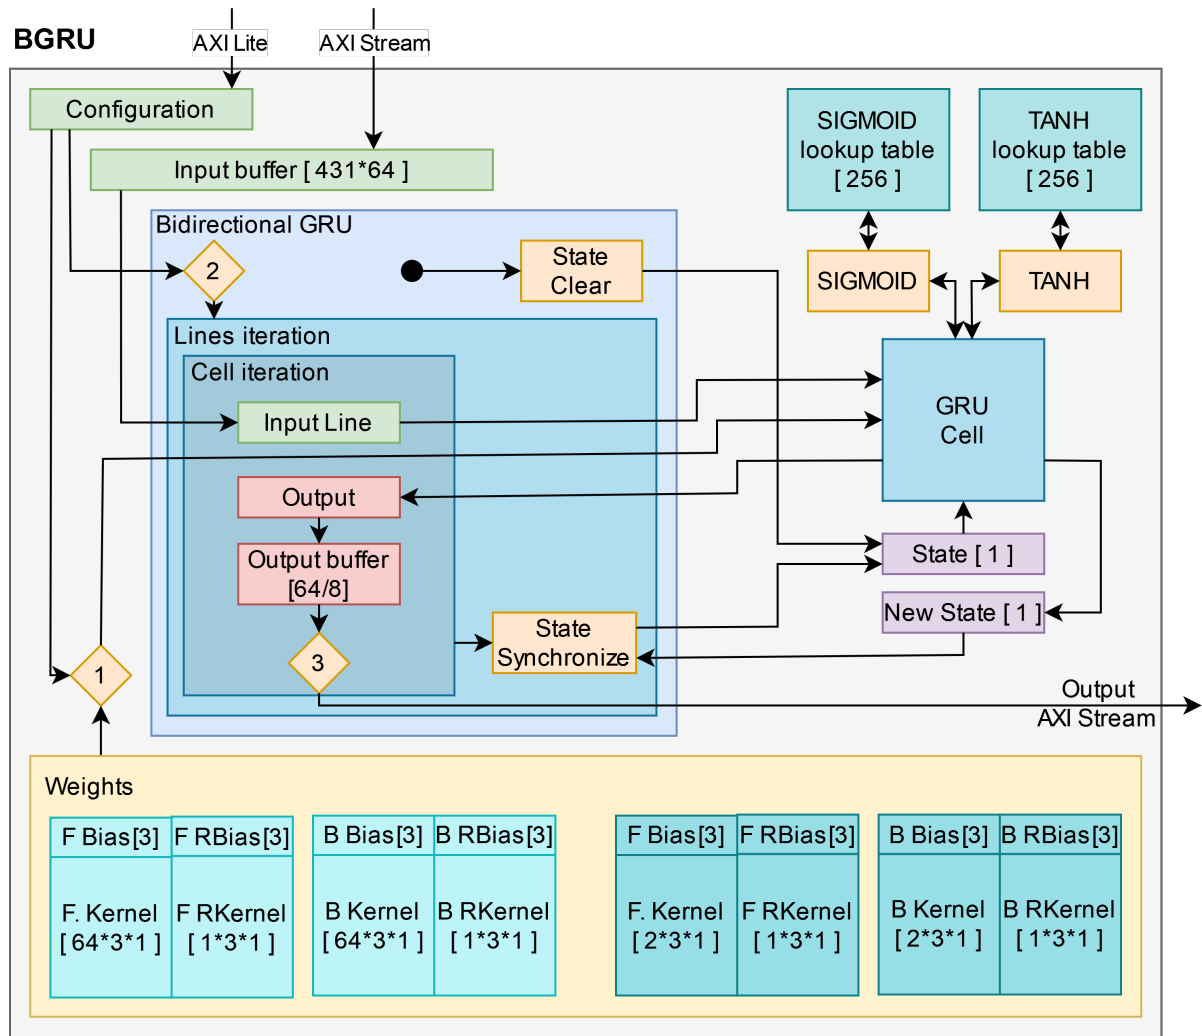 BGRU
AXI Lite
AXI Stream
Configuration
Input buffer [ 431*64 ]
SIGMOID
lookup table
[ 256 ]
TANH
lookup table
[ 256 ]
Bidirectional GRU
2
State
Clear
SIGMOID
TANH
Lines iteration
Cell iteration
Input Line
GRU
Cell
Output
Output buffer
[64/8]
State [ 1 ]
New State [ 1 ]
State
Synchronize
3
1
Output
AXI Stream
Weights
F Bias[3]
F RBias[3]
F. Kernel
[ 64*3*1 ]
F RKernel
[ 1*3*1 ]
B Bias[3]
B RBias[3]
B Kernel
[ 64*3*1 ]
B RKernel
[ 1*3*1 ]
F Bias[3]
F RBias[3]
F. Kernel
[ 2*3*1 ]
F RKernel
[ 1*3*1 ]
B Bias[3]
B RBias[3]
B Kernel
[ 2*3*1 ]
B RKernel
[ 1*3*1 ]